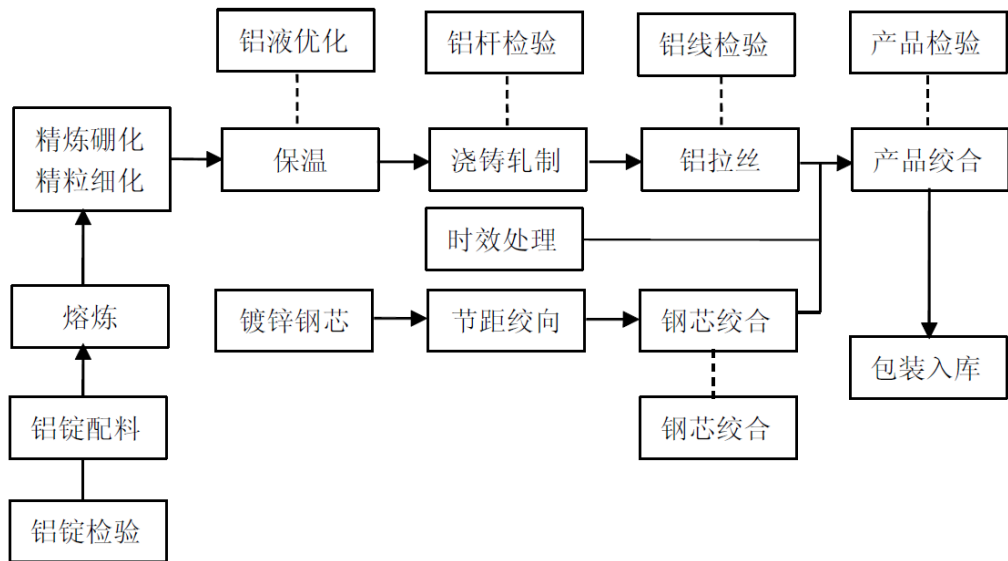 铝液优化
铝杆检验
铝线检验
产品检验
精炼硼化
精粒细化
保温
浇铸轧制
铝拉丝
产品绞合
时效处理
熔炼
镀锌钢芯
节距绞向
钢芯绞合
包装入库
铝锭配料
钢芯绞合
铝锭检验